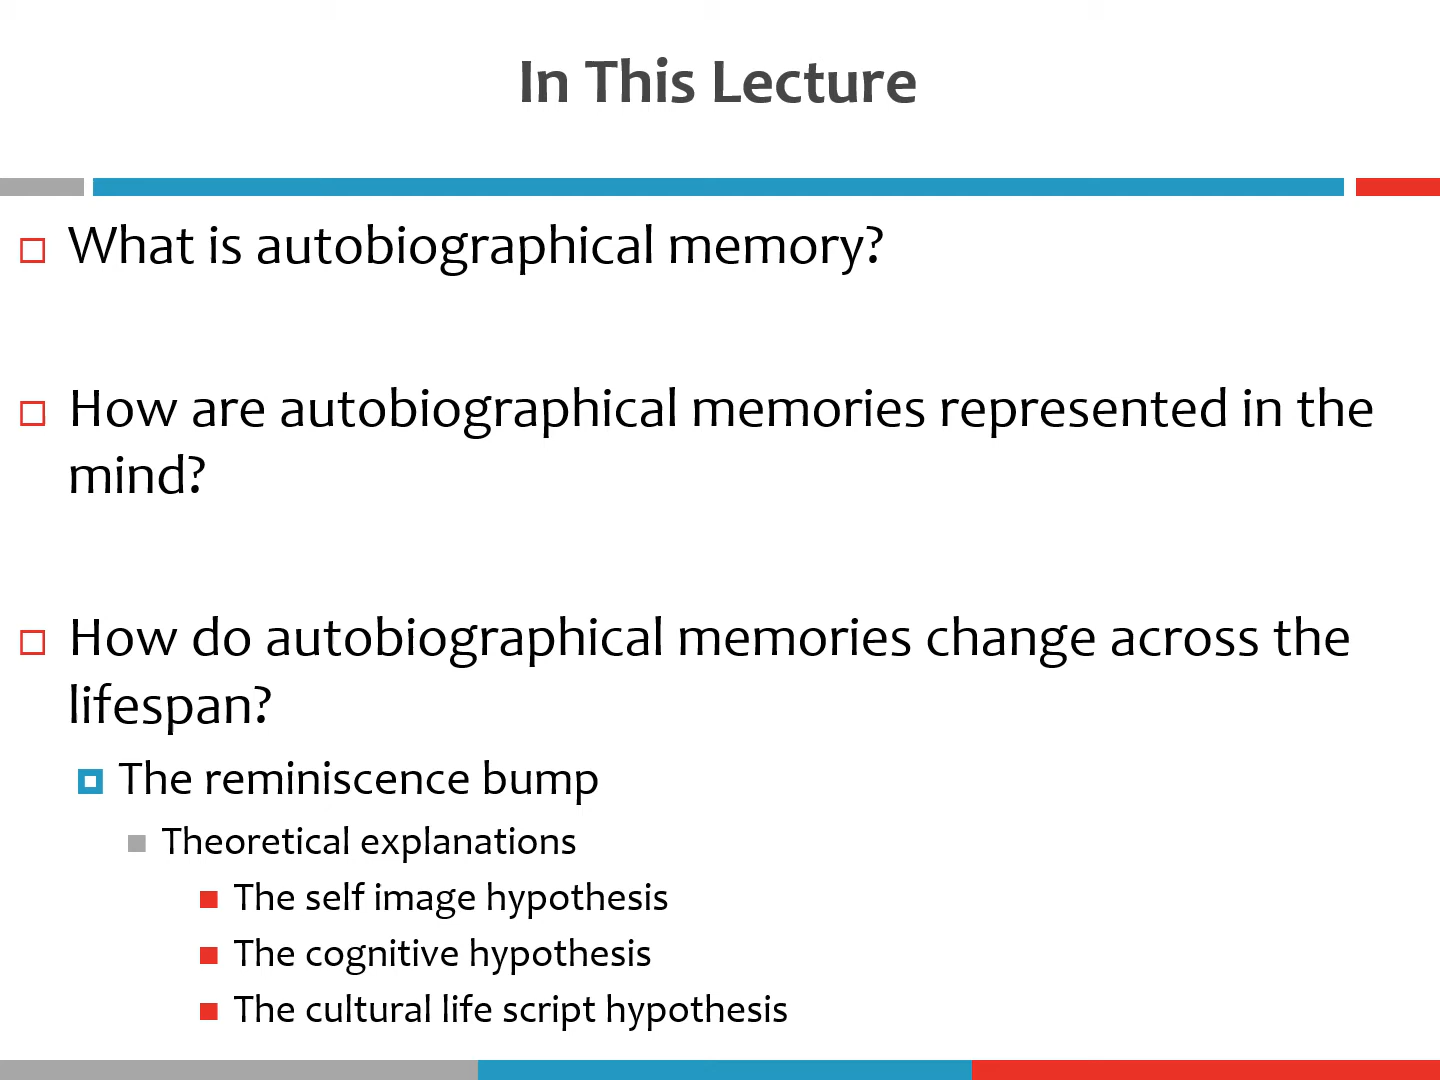 In This Lecture
What is autobiographical memory?
How are autobiographical memories represented in the
mind?
How do autobiographical memories change across the
lifespan?
The reminiscence bump
Theoretical explanations
The self image hypothesis
The cognitive hypothesis
The cultural life script hypothesis